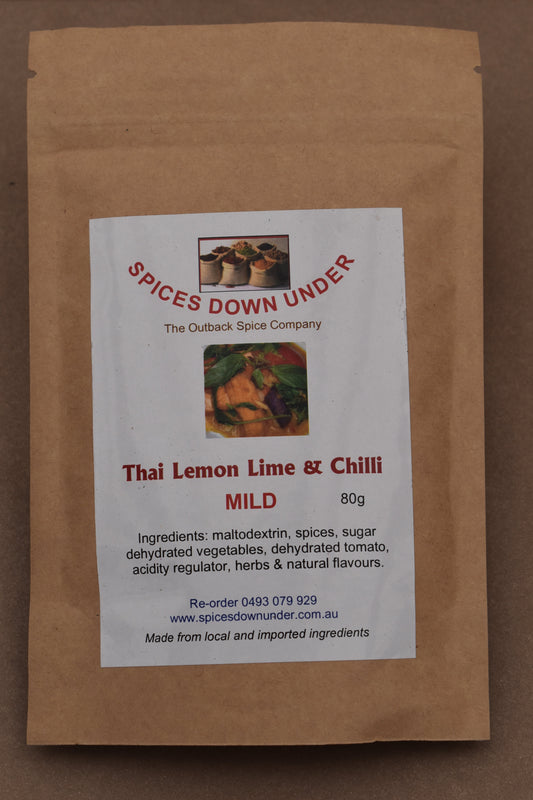 SPICES DOWN UNDER
The Outback Spice Company
Thai Lemon Lime & Chilli
MILD 80g
Ingredients: maltodextrin, spices, sugar
dehydrated vegetables, dehydrated tomato,
acidity regulator, herbs & natural flavours.
Re-order 0493 079 929
www.spicesdownunder.com.au
Made from local and imported ingredients